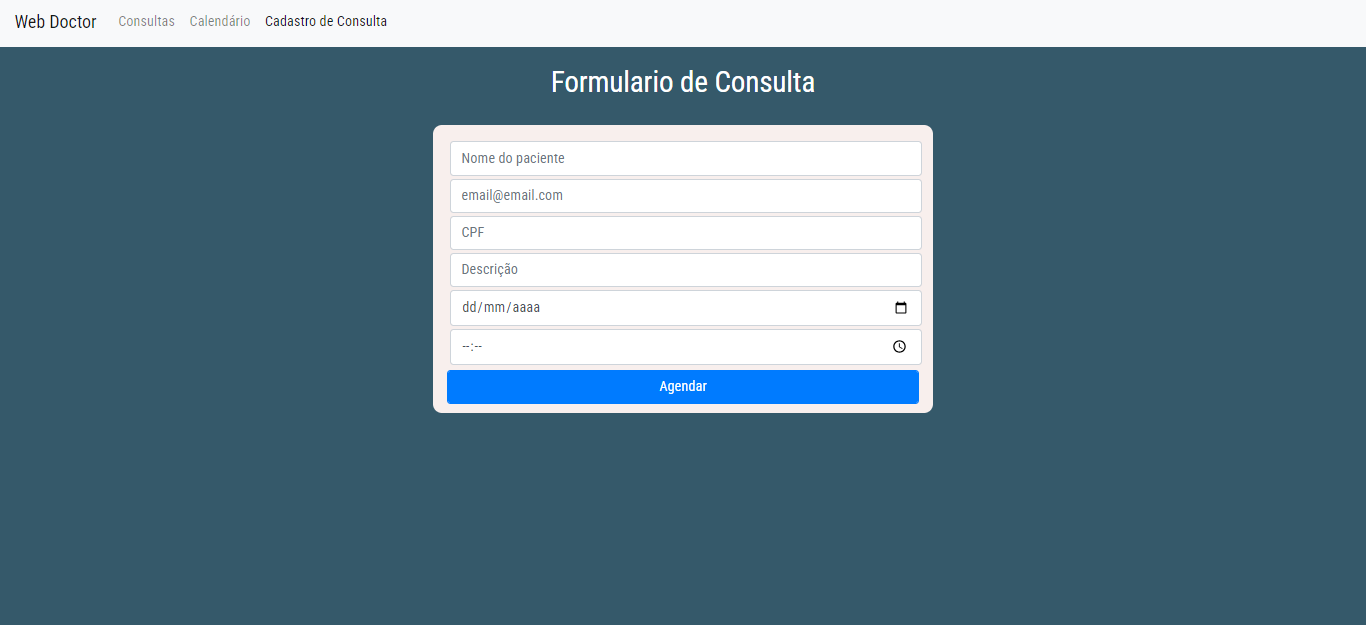 Web Doctor Consultas Calendário Cadastro de Consulta
Formulario de Consulta
Nome do paciente
email@email.com
CPF
Descrição
dd/mm/aaaa
--:--
Agendar